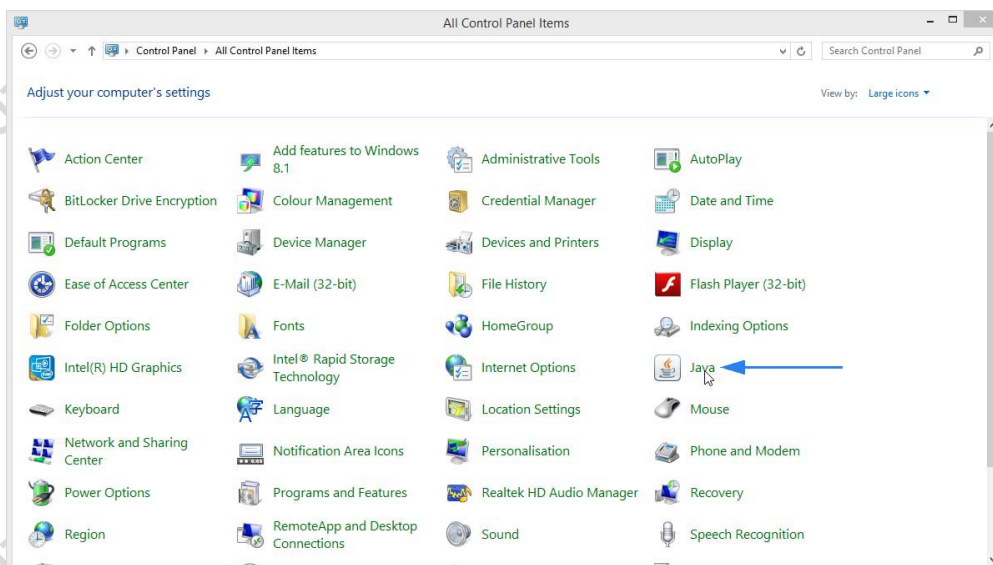 All Control Panel Items
Control Panel All Control Panel Items
Search Control Panel
Adjust your computer's settings
View by: Large icons
Action Center
Add features to Windows
8.1
Administrative Tools
AutoPlay
BitLocker Drive Encryption
Colour Management
Credential Manager
Date and Time
Default Programs
Device Manager
Devices and Printers
Display
Ease of Access Center
E-Mail (32-bit)
File History
Flash Player (32-bit)
Folder Options
Fonts
HomeGroup
Indexing Options
Intel(R) HD Graphics
Intel® Rapid Storage
Technology
Internet Options
Java
Keyboard
Language
Location Settings
Mouse
Network and Sharing
Center
Notification Area Icons
Personalisation
Phone and Modem
Power Options
Programs and Features
Realtek HD Audio Manager
Recovery
Region
RemoteApp and Desktop
Connections
Sound
Speech Recognition